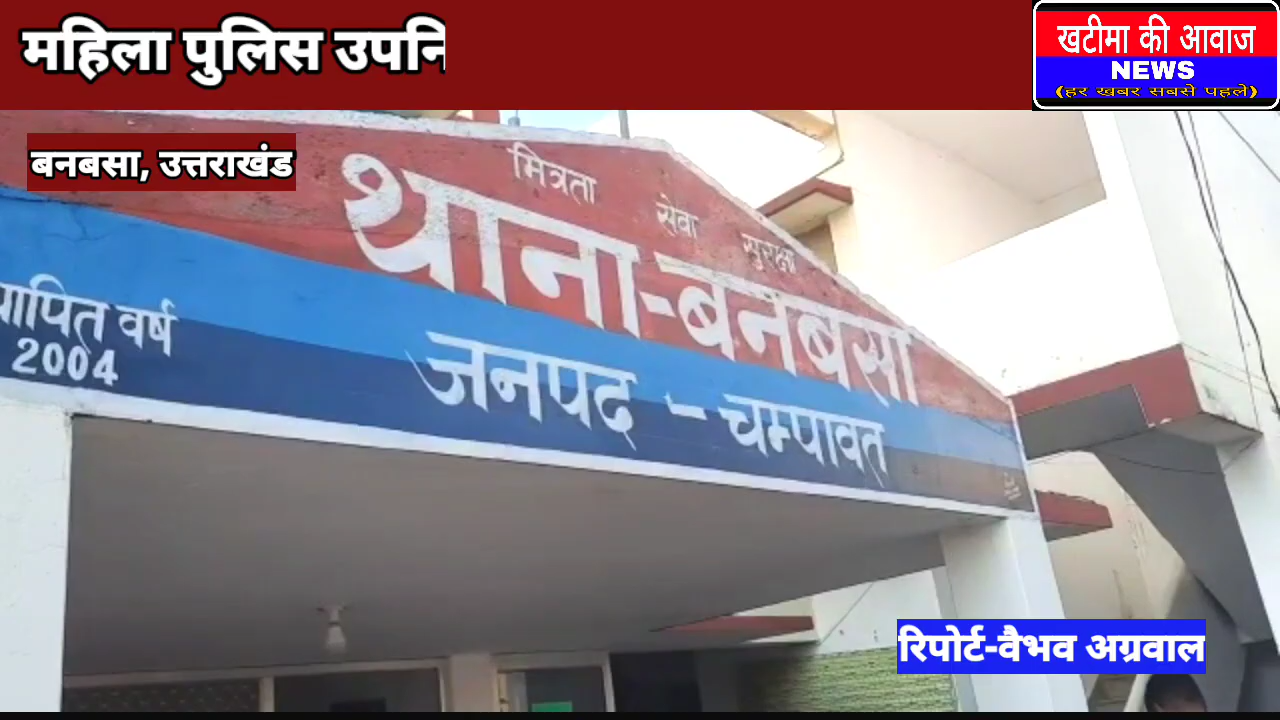 महिला पुलिस उपनि
खटीमा की आवाज
NEWS
(हर खबर सबसे पहले)
बनबसा, उत्तराखंड
मित्रता सेवा सुरक्षा
थाना-बनबसा
जनपद - चम्पावत
वर्ष
2004
रिपोर्ट-वैभव अग्रवाल